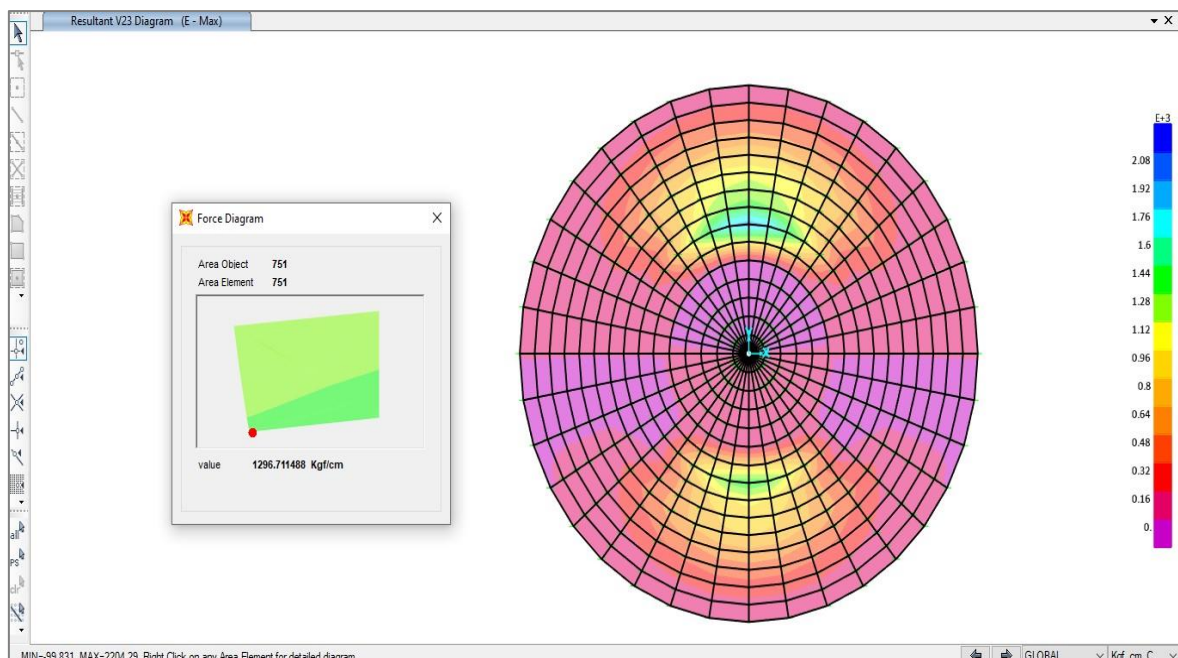 Resultant V23 Diagram (E - Max)
X
Force Diagram
Area Object 751
Area Element 751
value 1296.711488 Kgf/cm
E+3
2.08
1.92
1.76
1.6
1.44
1.28
1.12
0.96
0.8
0.64
0.48
0.32
0.16
0.
Y
X
all
PS
clr
MIN=-99.831, MAX=2204.29, Right Click on any Area Element for detailed diagram
GLOBAL
Kgf, cm, C